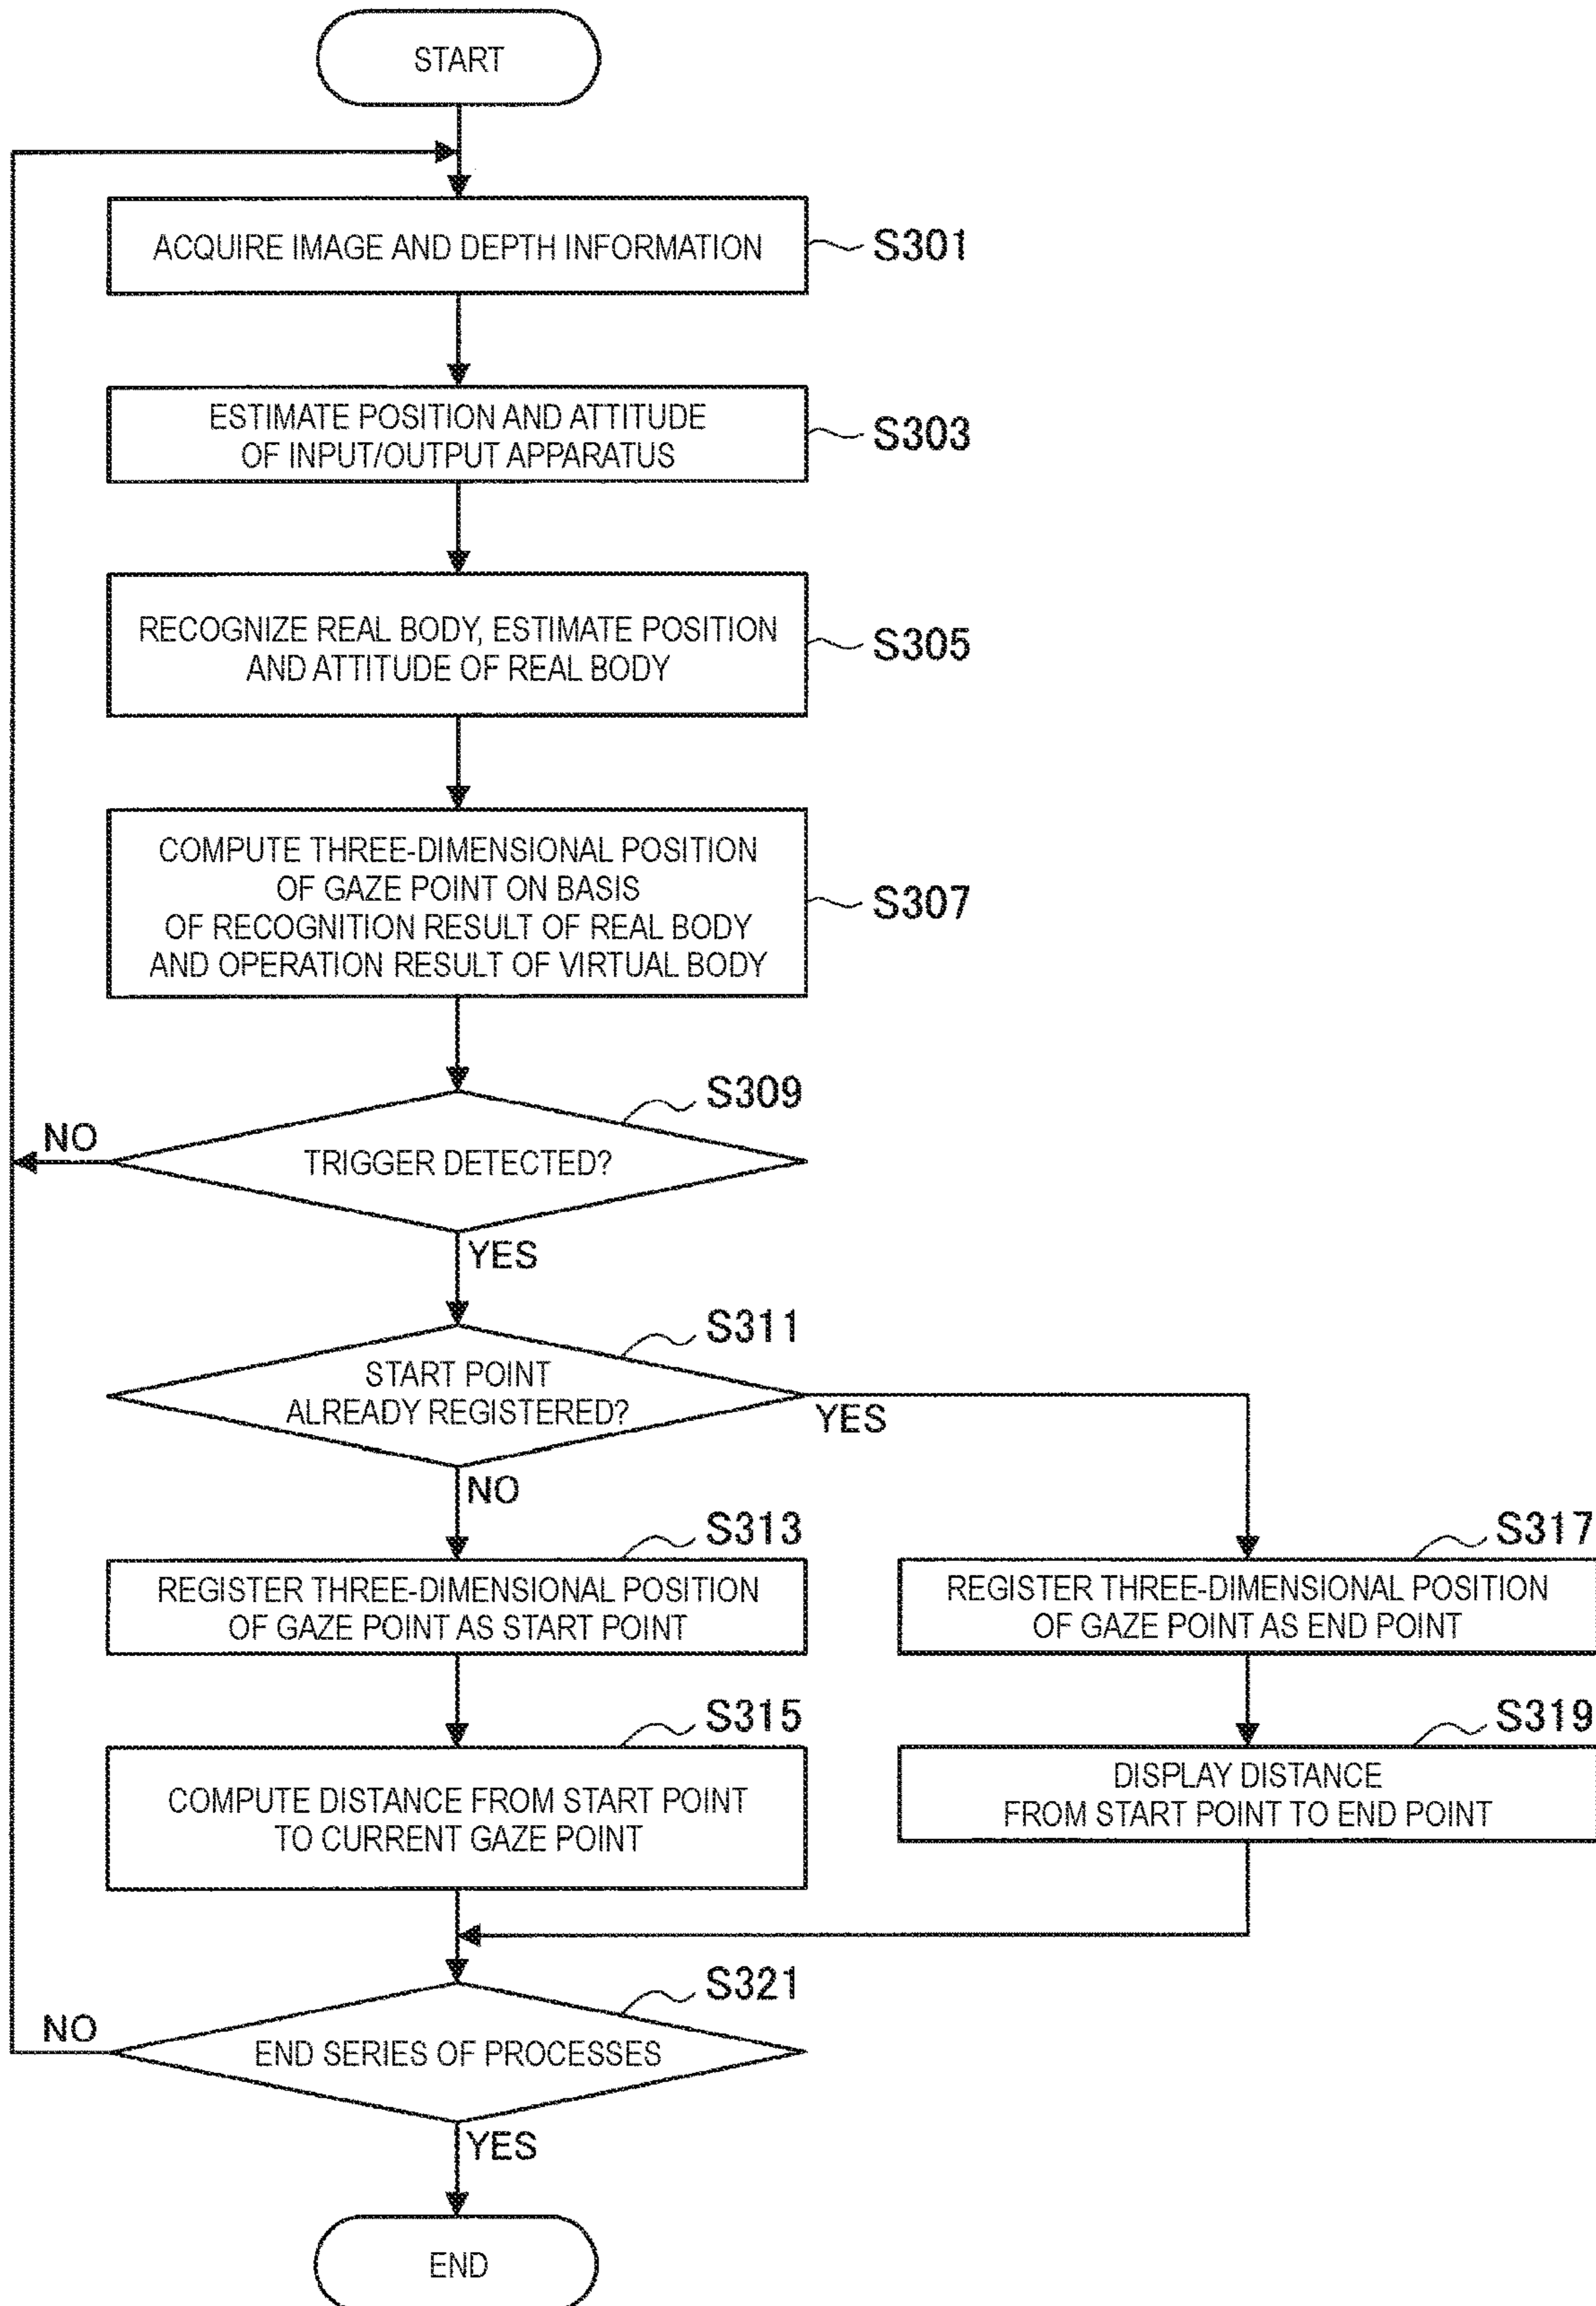 START
ACQUIRE IMAGE AND DEPTH INFORMATION
S301
ESTIMATE POSITION AND ATTITUDE
OF INPUT/OUTPUT APPARATUS
S303
RECOGNIZE REAL BODY, ESTIMATE POSITION
AND ATTITUDE OF REAL BODY
S305
COMPUTE THREE-DIMENSIONAL POSITION
OF GAZE POINT ON BASIS
OF RECOGNITION RESULT OF REAL BODY
AND OPERATION RESULT OF VIRTUAL BODY
S307
S309
NO
TRIGGER DETECTED?
YES
S311
START POINT
ALREADY REGISTERED?
YES
NO
S313
REGISTER THREE-DIMENSIONAL POSITION
OF GAZE POINT AS START POINT
S317
REGISTER THREE-DIMENSIONAL POSITION
OF GAZE POINT AS END POINT
S315
COMPUTE DISTANCE FROM START POINT
TO CURRENT GAZE POINT
S319
DISPLAY DISTANCE
FROM START POINT TO END POINT
S321
NO
END SERIES OF PROCESSES
YES
END